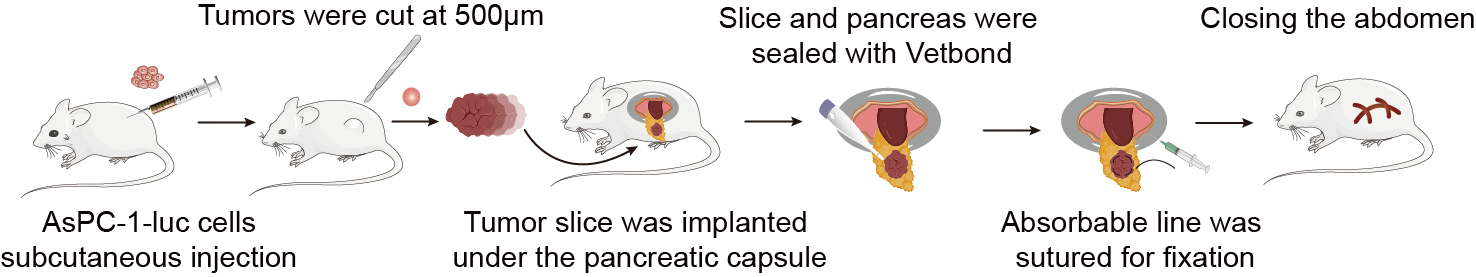 Tumors were cut at 500μm
Slice and pancreas were
sealed with Vetbond
Closing the abdomen
AsPC-1-luc cells
subcutaneous injection
Tumor slice was implanted
under the pancreatic capsule
Absorbable line was
sutured for fixation